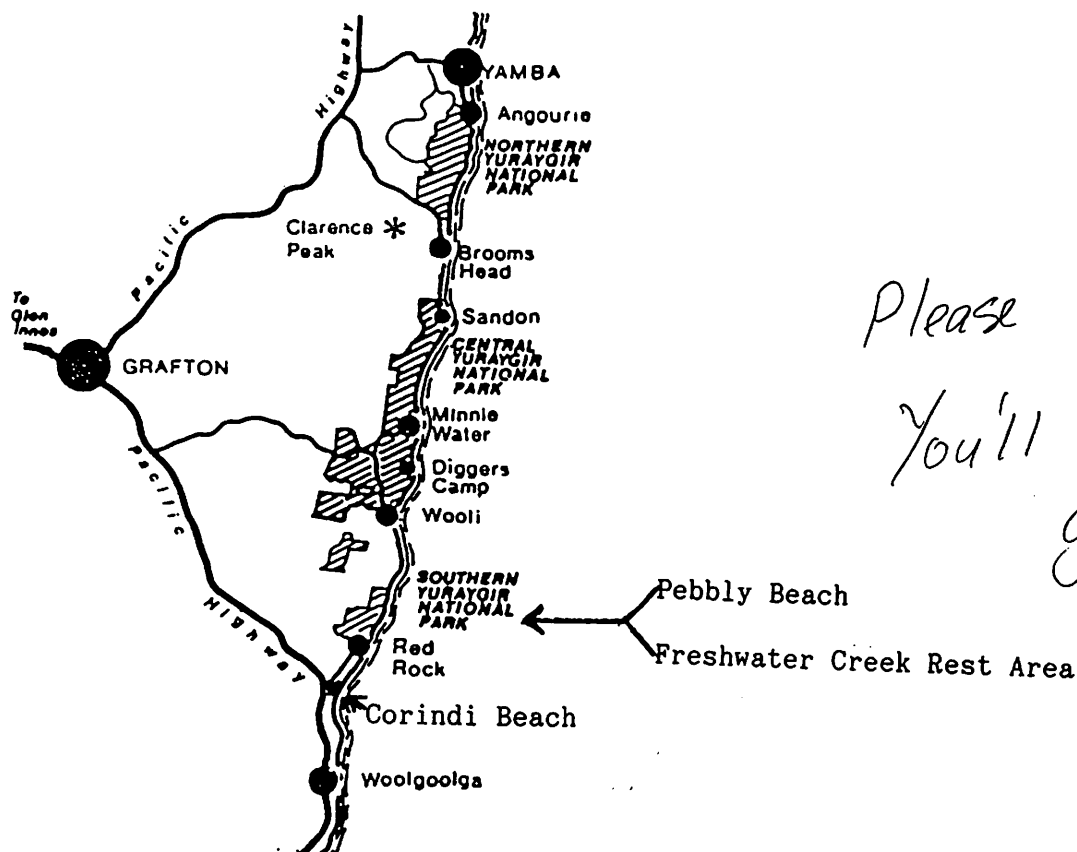 Highway
YAMBA
Angourie
NORTHERN
YURAYGIR
NATIONAL
PARK
Clarence
Peak
Brooms
Head
Pacific
To
Glen
Innes
Sandon
CENTRAL
YURAYGIR
NATIONAL
PARK
GRAFTON
Minnie
Water
Diggers
Camp
Wooli
Pacific
Highway
SOUTHERN
YURAYGIR
NATIONAL
PARK
Pebbly Beach
Freshwater Creek Rest Area
Red
Rock
Corindi Beach
Woolgoolga
Please
You'll